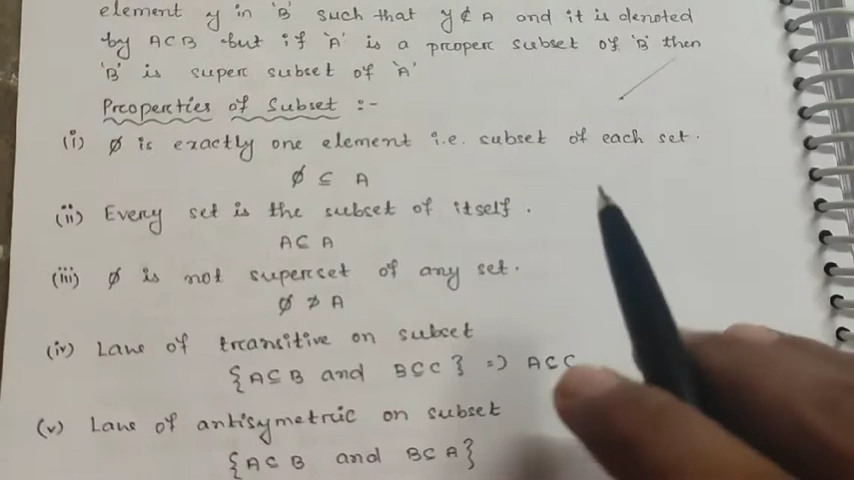 element y in 'B' such that y ∉ A and it is denoted
by A ⊂ B but if 'A' is a proper subset of 'B' then
'B' is super subset of 'A'
Properties of Subset :-
(i) ∅ is exactly one element i.e. subset of each set.
∅ ⊆ A
(ii) Every set is the subset of itself.
A ⊆ A
(iii) ∅ is not superset of any set.
∅ ⊅ A
(iv) Law of transitive on subset
{A ⊆ B and B ⊂ C} => A ⊂ C
(v) Law of antisymetric on subset
{A ⊆ B and B ⊆ A}